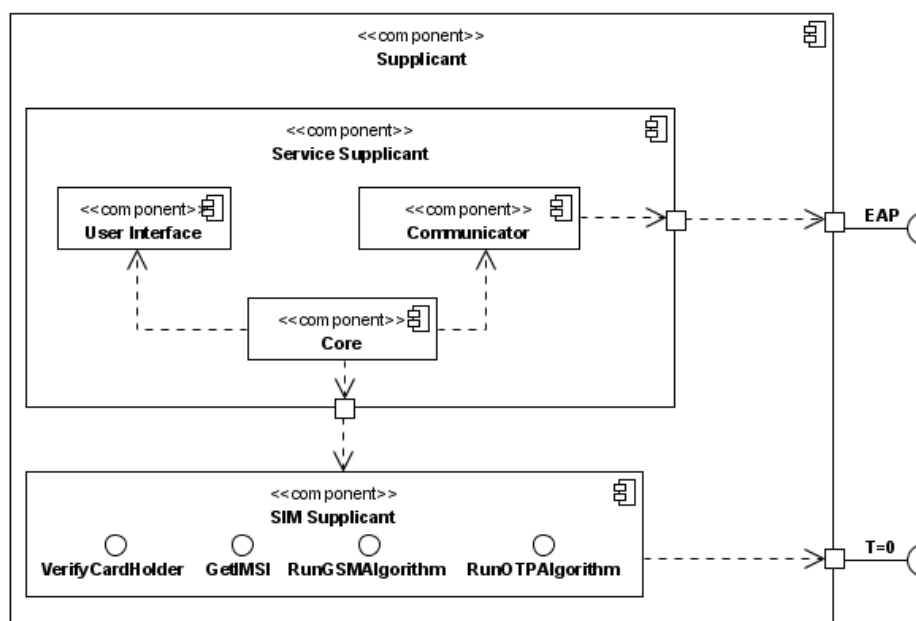 <<component>>
Supplicant
<<component>>
Service Supplicant
<<component>>
User Interface
<<component>>
Communicator
EAP
<<component>>
Core
<<component>>
SIM Supplicant
VerifyCardHolder
GetIMSI
RunGSMAlgorithm
RunOTPAlgorithm
T=0